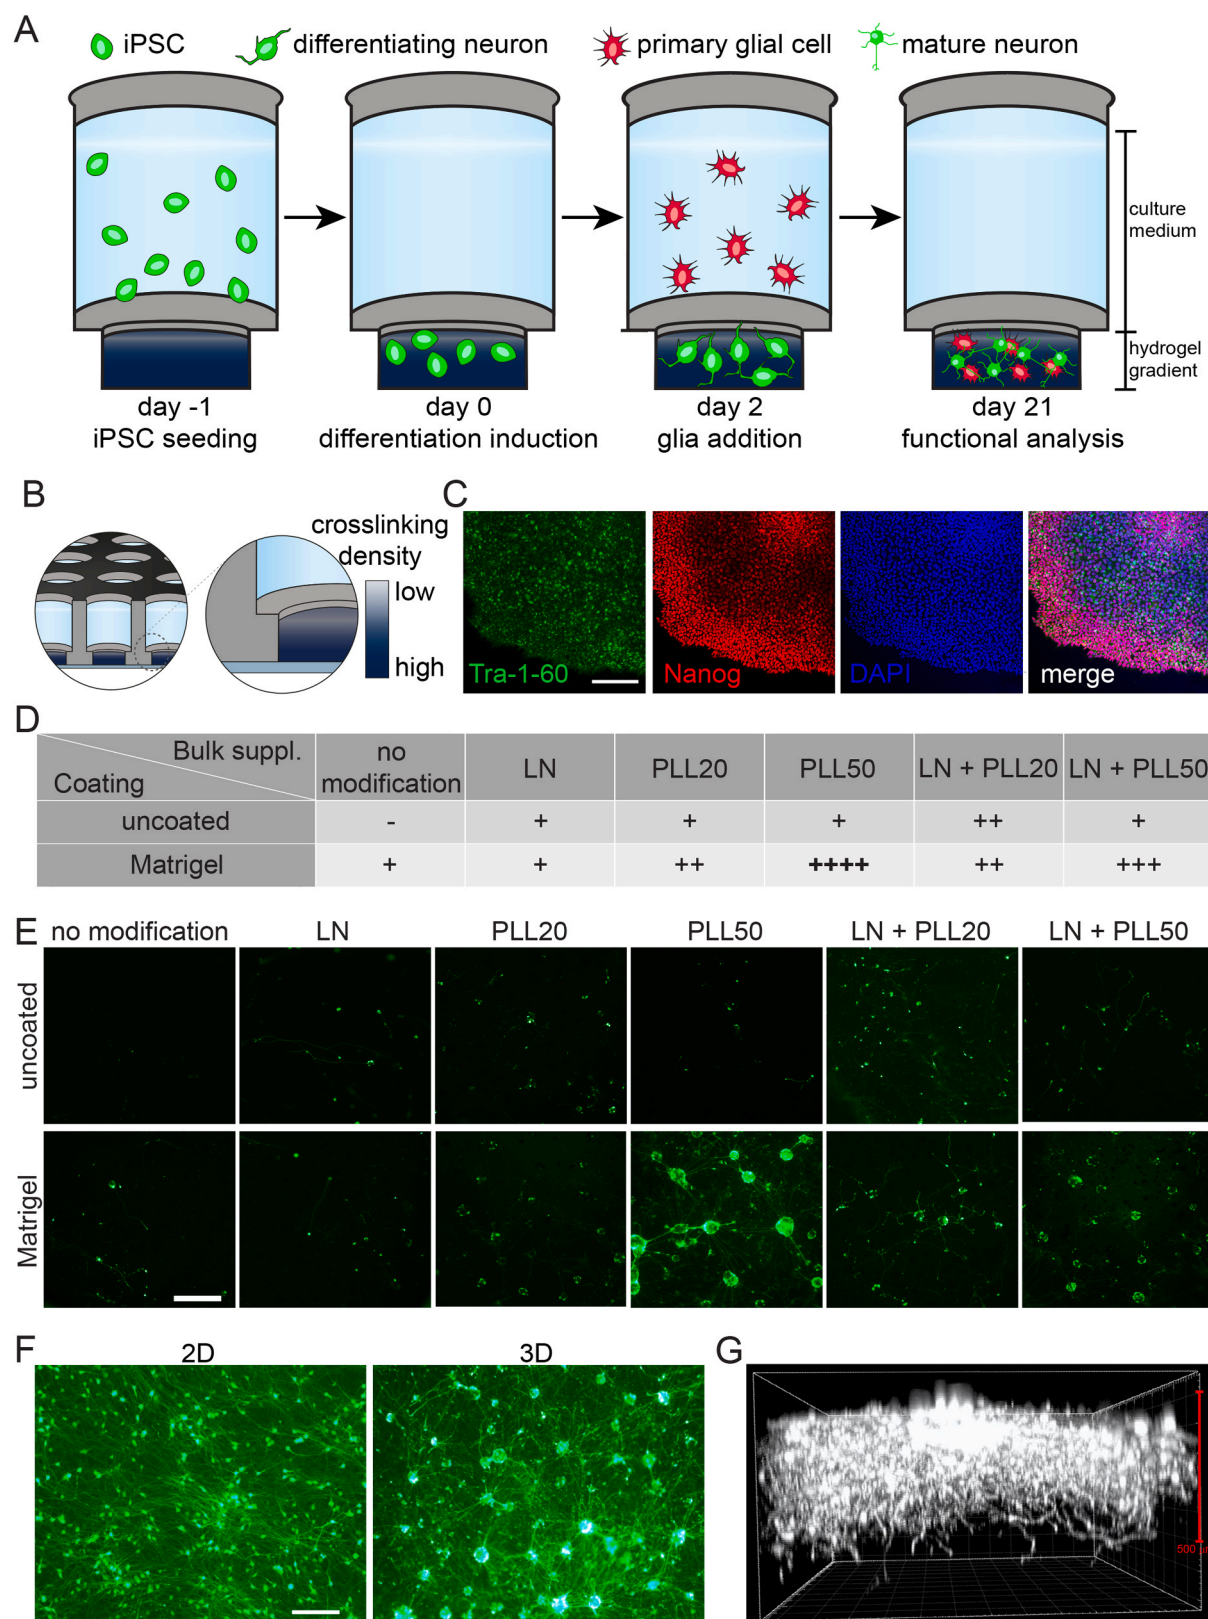 A
iPSC
differentiating neuron
primary glial cell
mature neuron
culture
medium
hydrogel
gradient
day -1
iPSC seeding
day 0
differentiation induction
day 2
glia addition
day 21
functional analysis
B
crosslinking
density
low
high
C
Tra-1-60
Nanog
DAPI
merge
D
Bulk suppl.
Coating
no
modification
LN
PLL20
PLL50
LN + PLL20
LN + PLL50
uncoated
-
+
+
+
++
+
Matrigel
+
+
++
++++
++
+++
E
no modification
LN
PLL20
PLL50
LN + PLL20
LN + PLL50
uncoated
Matrigel
F
2D
3D
G
500